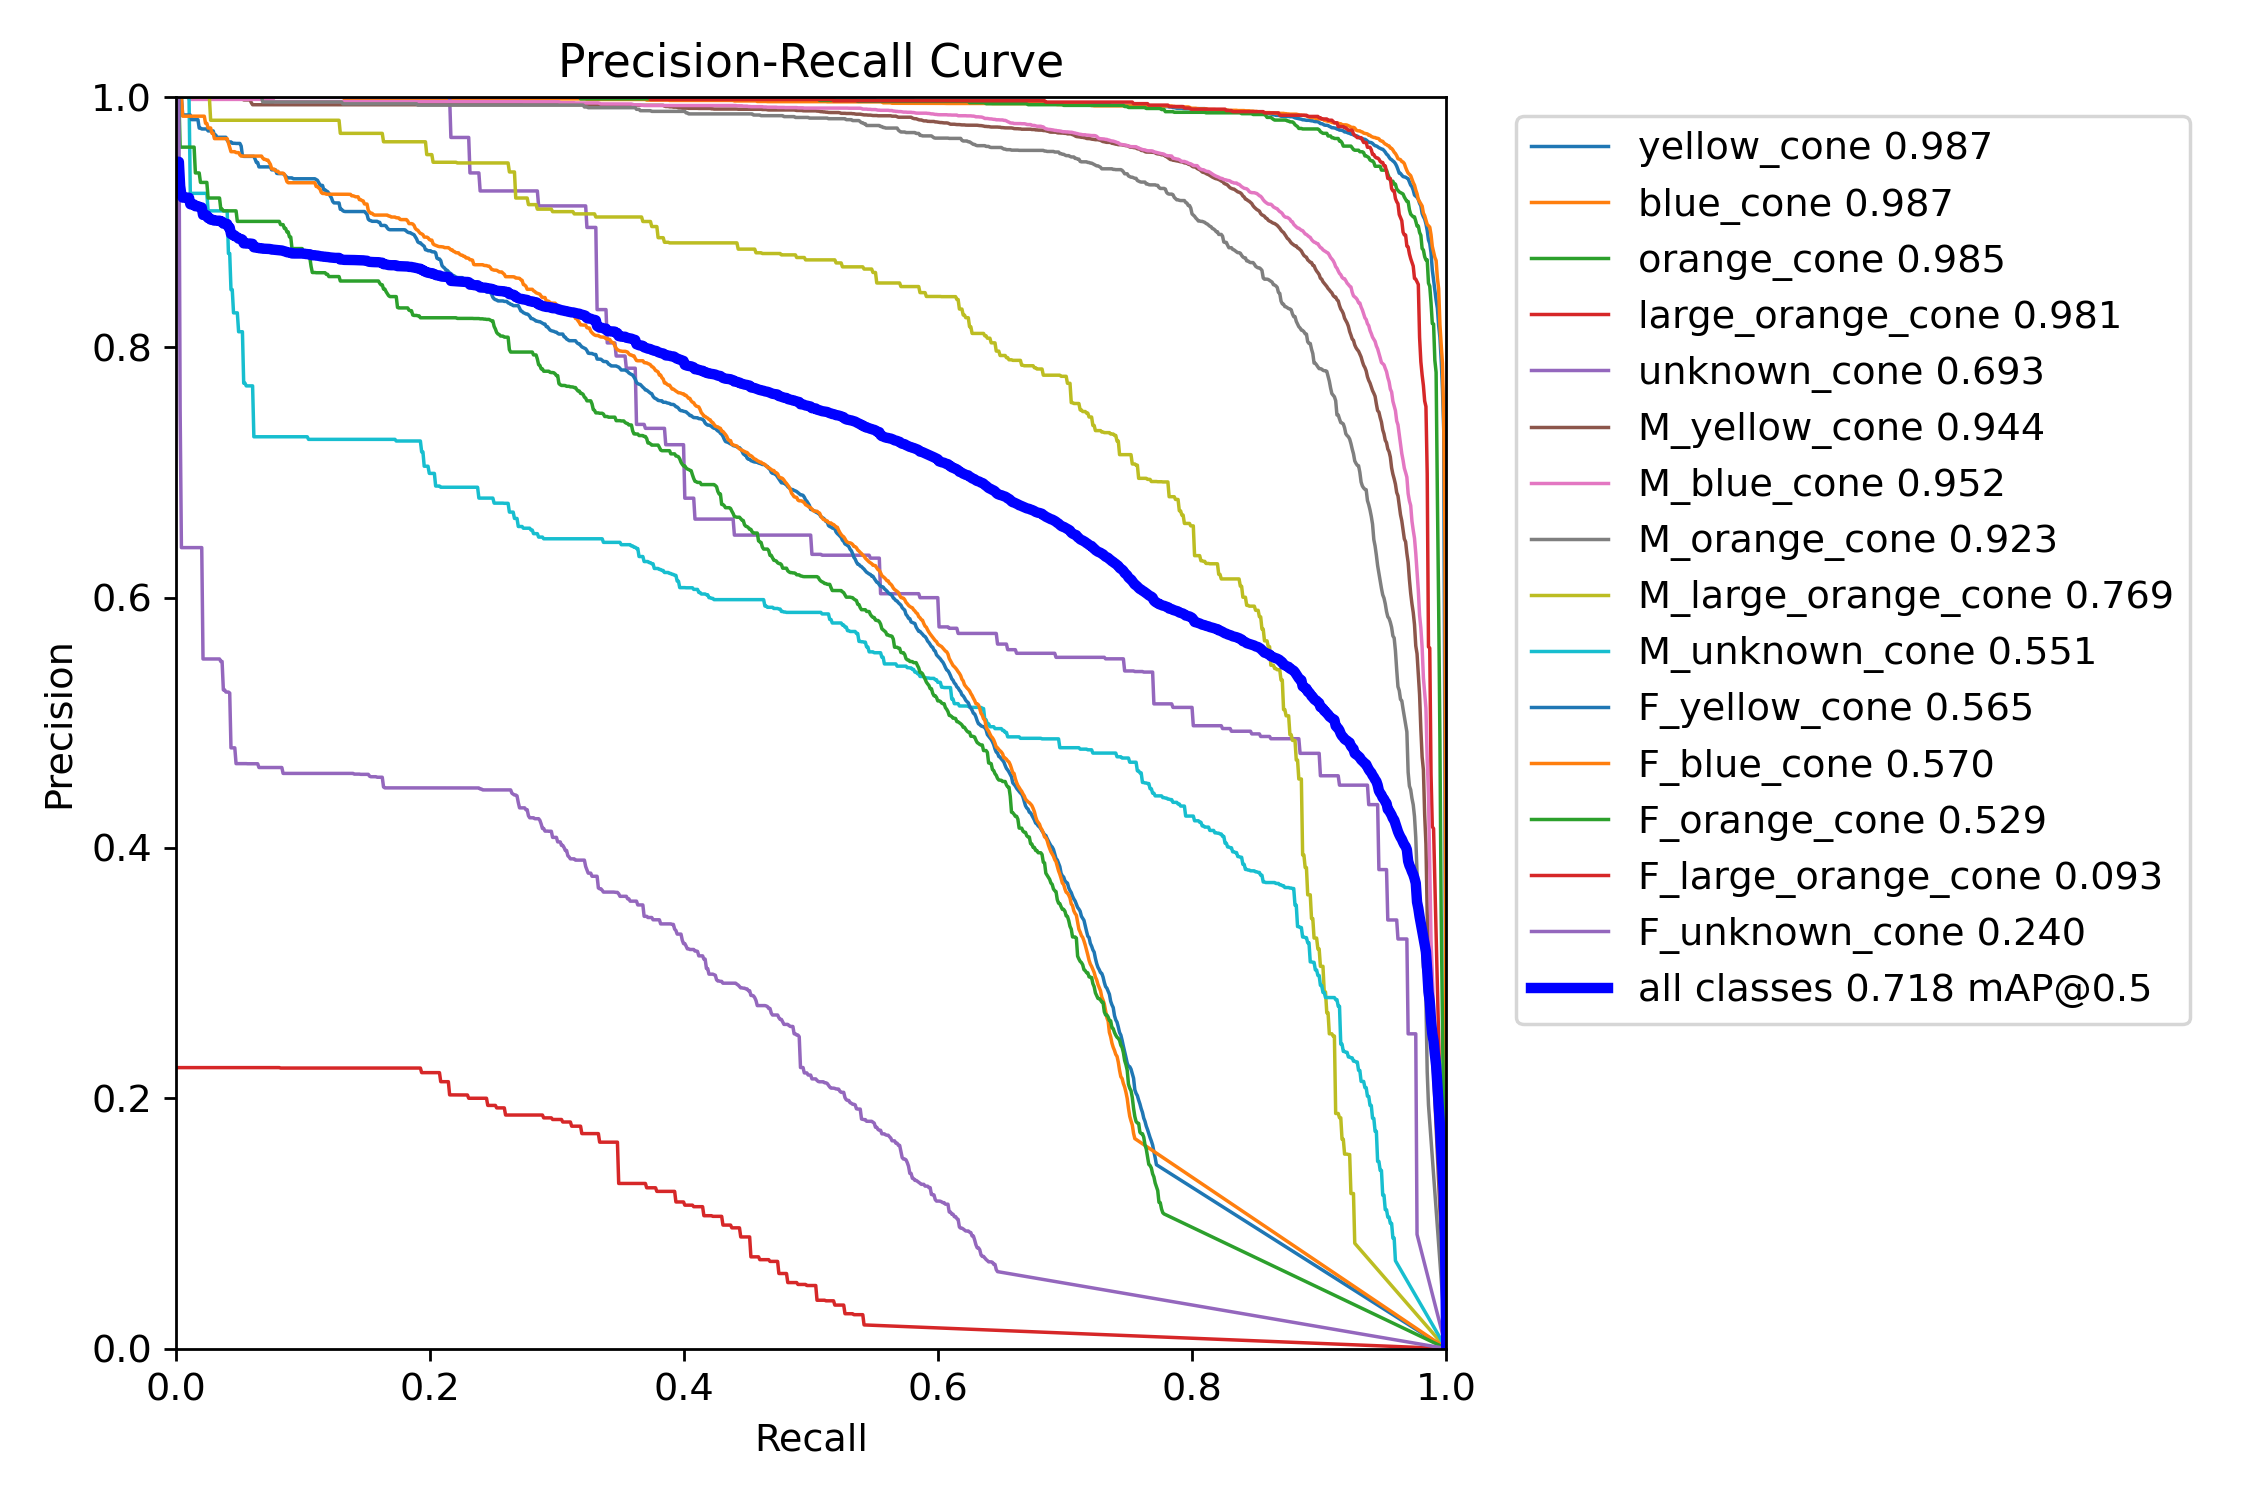 Precision-Recall Curve
1.0
0.8
0.6
0.4
0.2
0.0
Precision
0.0 0.2 0.4 0.6 0.8 1.0
Recall
yellow_cone 0.987
blue_cone 0.987
orange_cone 0.985
large_orange_cone 0.981
unknown_cone 0.693
M_yellow_cone 0.944
M_blue_cone 0.952
M_orange_cone 0.923
M_large_orange_cone 0.769
M_unknown_cone 0.551
F_yellow_cone 0.565
F_blue_cone 0.570
F_orange_cone 0.529
F_large_orange_cone 0.093
F_unknown_cone 0.240
all classes 0.718 mAP@0.5